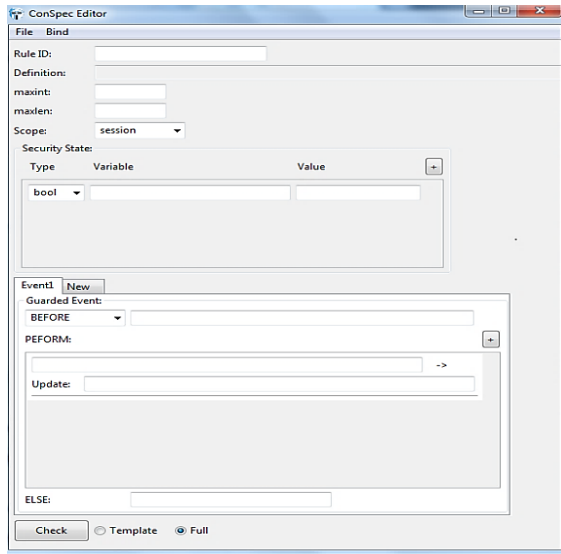 ConSpec Editor
File Bind
Rule ID:
Definition:
maxint:
maxlen:
Scope: session
Security State:
Type Variable Value +
bool
Event1 New
Guarded Event:
BEFORE
PEFORM: +
->
Update:
ELSE:
Check Template Full